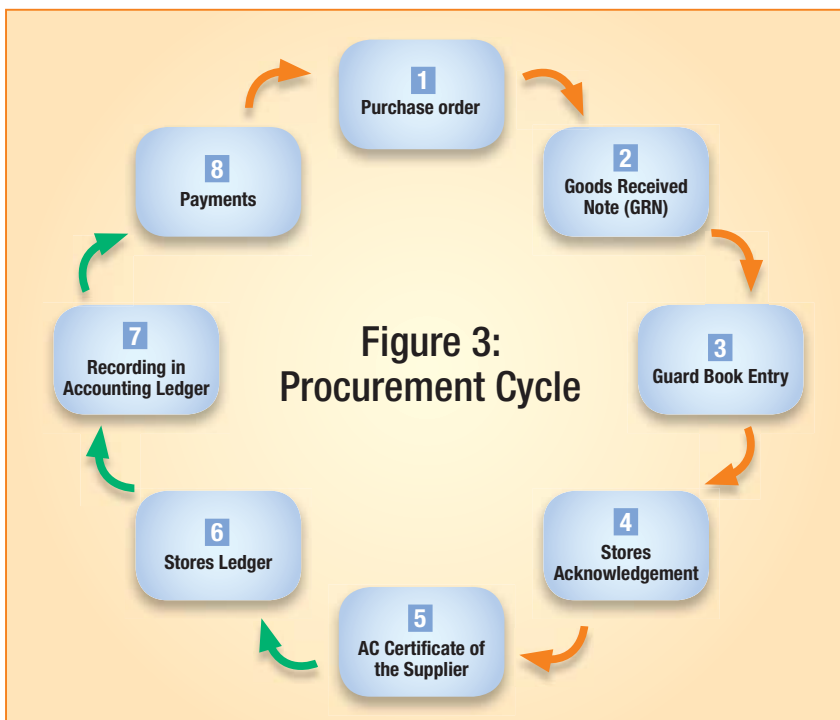 1
Purchase order
2
Goods Received
Note (GRN)
3
Guard Book Entry
4
Stores
Acknowledgement
5
AC Certificate of
the Supplier
6
Stores Ledger
7
Recording in
Accounting Ledger
8
Payments
Figure 3:
Procurement Cycle